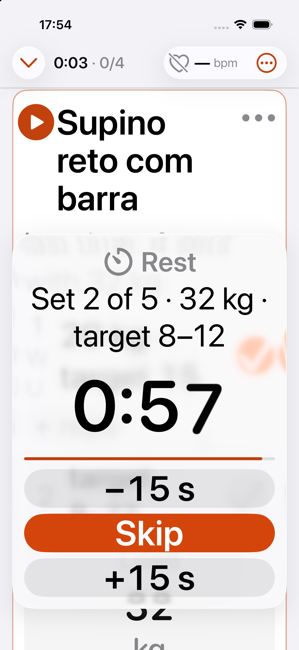 17:54
0:03 · 0/4
— bpm
Supino
reto com
barra
Rest
Set 2 of 5 · 32 kg ·
target 8–12
0:57
−15 s
Skip
+15 s
32
kg